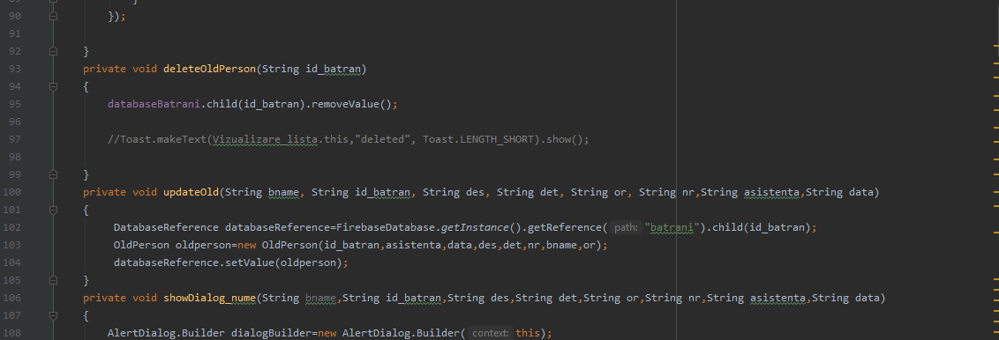 90 });
91
92 }
93 private void deleteOldPerson(String id_batran)
94 {
95 databaseBatrani.child(id_batran).removeValue();
96
97 //Toast.makeText(Vizualizare_lista.this,"deleted", Toast.LENGTH_SHORT).show();
98
99 }
100 private void updateOld(String bname, String id_batran, String des, String det, String or, String nr,String asistenta,String data)
101 {
102 DatabaseReference databaseReference=FirebaseDatabase.getInstance().getReference( path: "batrani").child(id_batran);
103 OldPerson oldperson=new OldPerson(id_batran,asistenta,data,des,det,nr,bname,or);
104 databaseReference.setValue(oldperson);
105 }
106 private void showDialog_nume(String bname,String id_batran,String des,String det,String or,String nr,String asistenta,String data)
107 {
108 AlertDialog.Builder dialogBuilder=new AlertDialog.Builder( context: this);